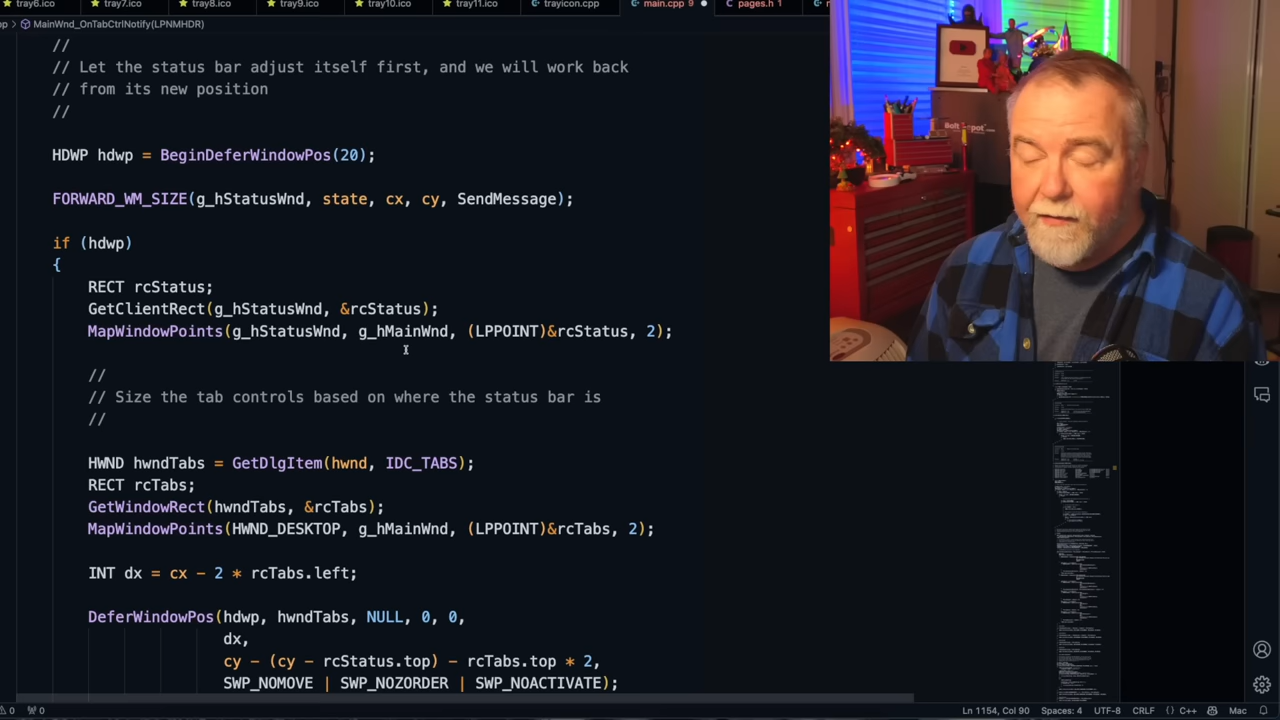 tray6.ico tray7.ico tray8.ico tray9.ico tray10.ico tray11.ico trayicon.cpp main.cpp pages.h 1
MainWnd_OnTabCtrlNotify(LPNMHDR)
//
// Let the status bar adjust itself first, and we will work back
// from its new position
//
HDWP hdwp = BeginDeferWindowPos(20);
FORWARD_WM_SIZE(g_hStatusWnd, state, cx, cy, SendMessage);
if (hdwp)
{
RECT rcStatus;
GetClientRect(g_hStatusWnd, &rcStatus);
MapWindowPoints(g_hStatusWnd, g_hMainWnd, (LPPOINT)&rcStatus, 2);
//
// Size the tab controls based on where the status bar is
//
HWND hwndTabs = GetDlgItem(hwnd, IDC_TABS);
RECT rcTabs;
GetWindowRect(hwndTabs, &rcTabs);
MapWindowPoints(HWND_DESKTOP, g_hMainWnd, (LPPOINT)&rcTabs, 2);
INT dx = cx - 2 * rcTabs.left;
DeferWindowPos(hdwp, hwndTabs, NULL, 0, 0,
dx,
cy - (cy - rcStatus.top) - rcTabs.top * 2,
SWP_NOMOVE | SWP_NOZORDER | SWP_NOACTIVATE);
0 0 Ln 1154, Col 90 Spaces: 4 UTF-8 CRLF {} C++ Mac